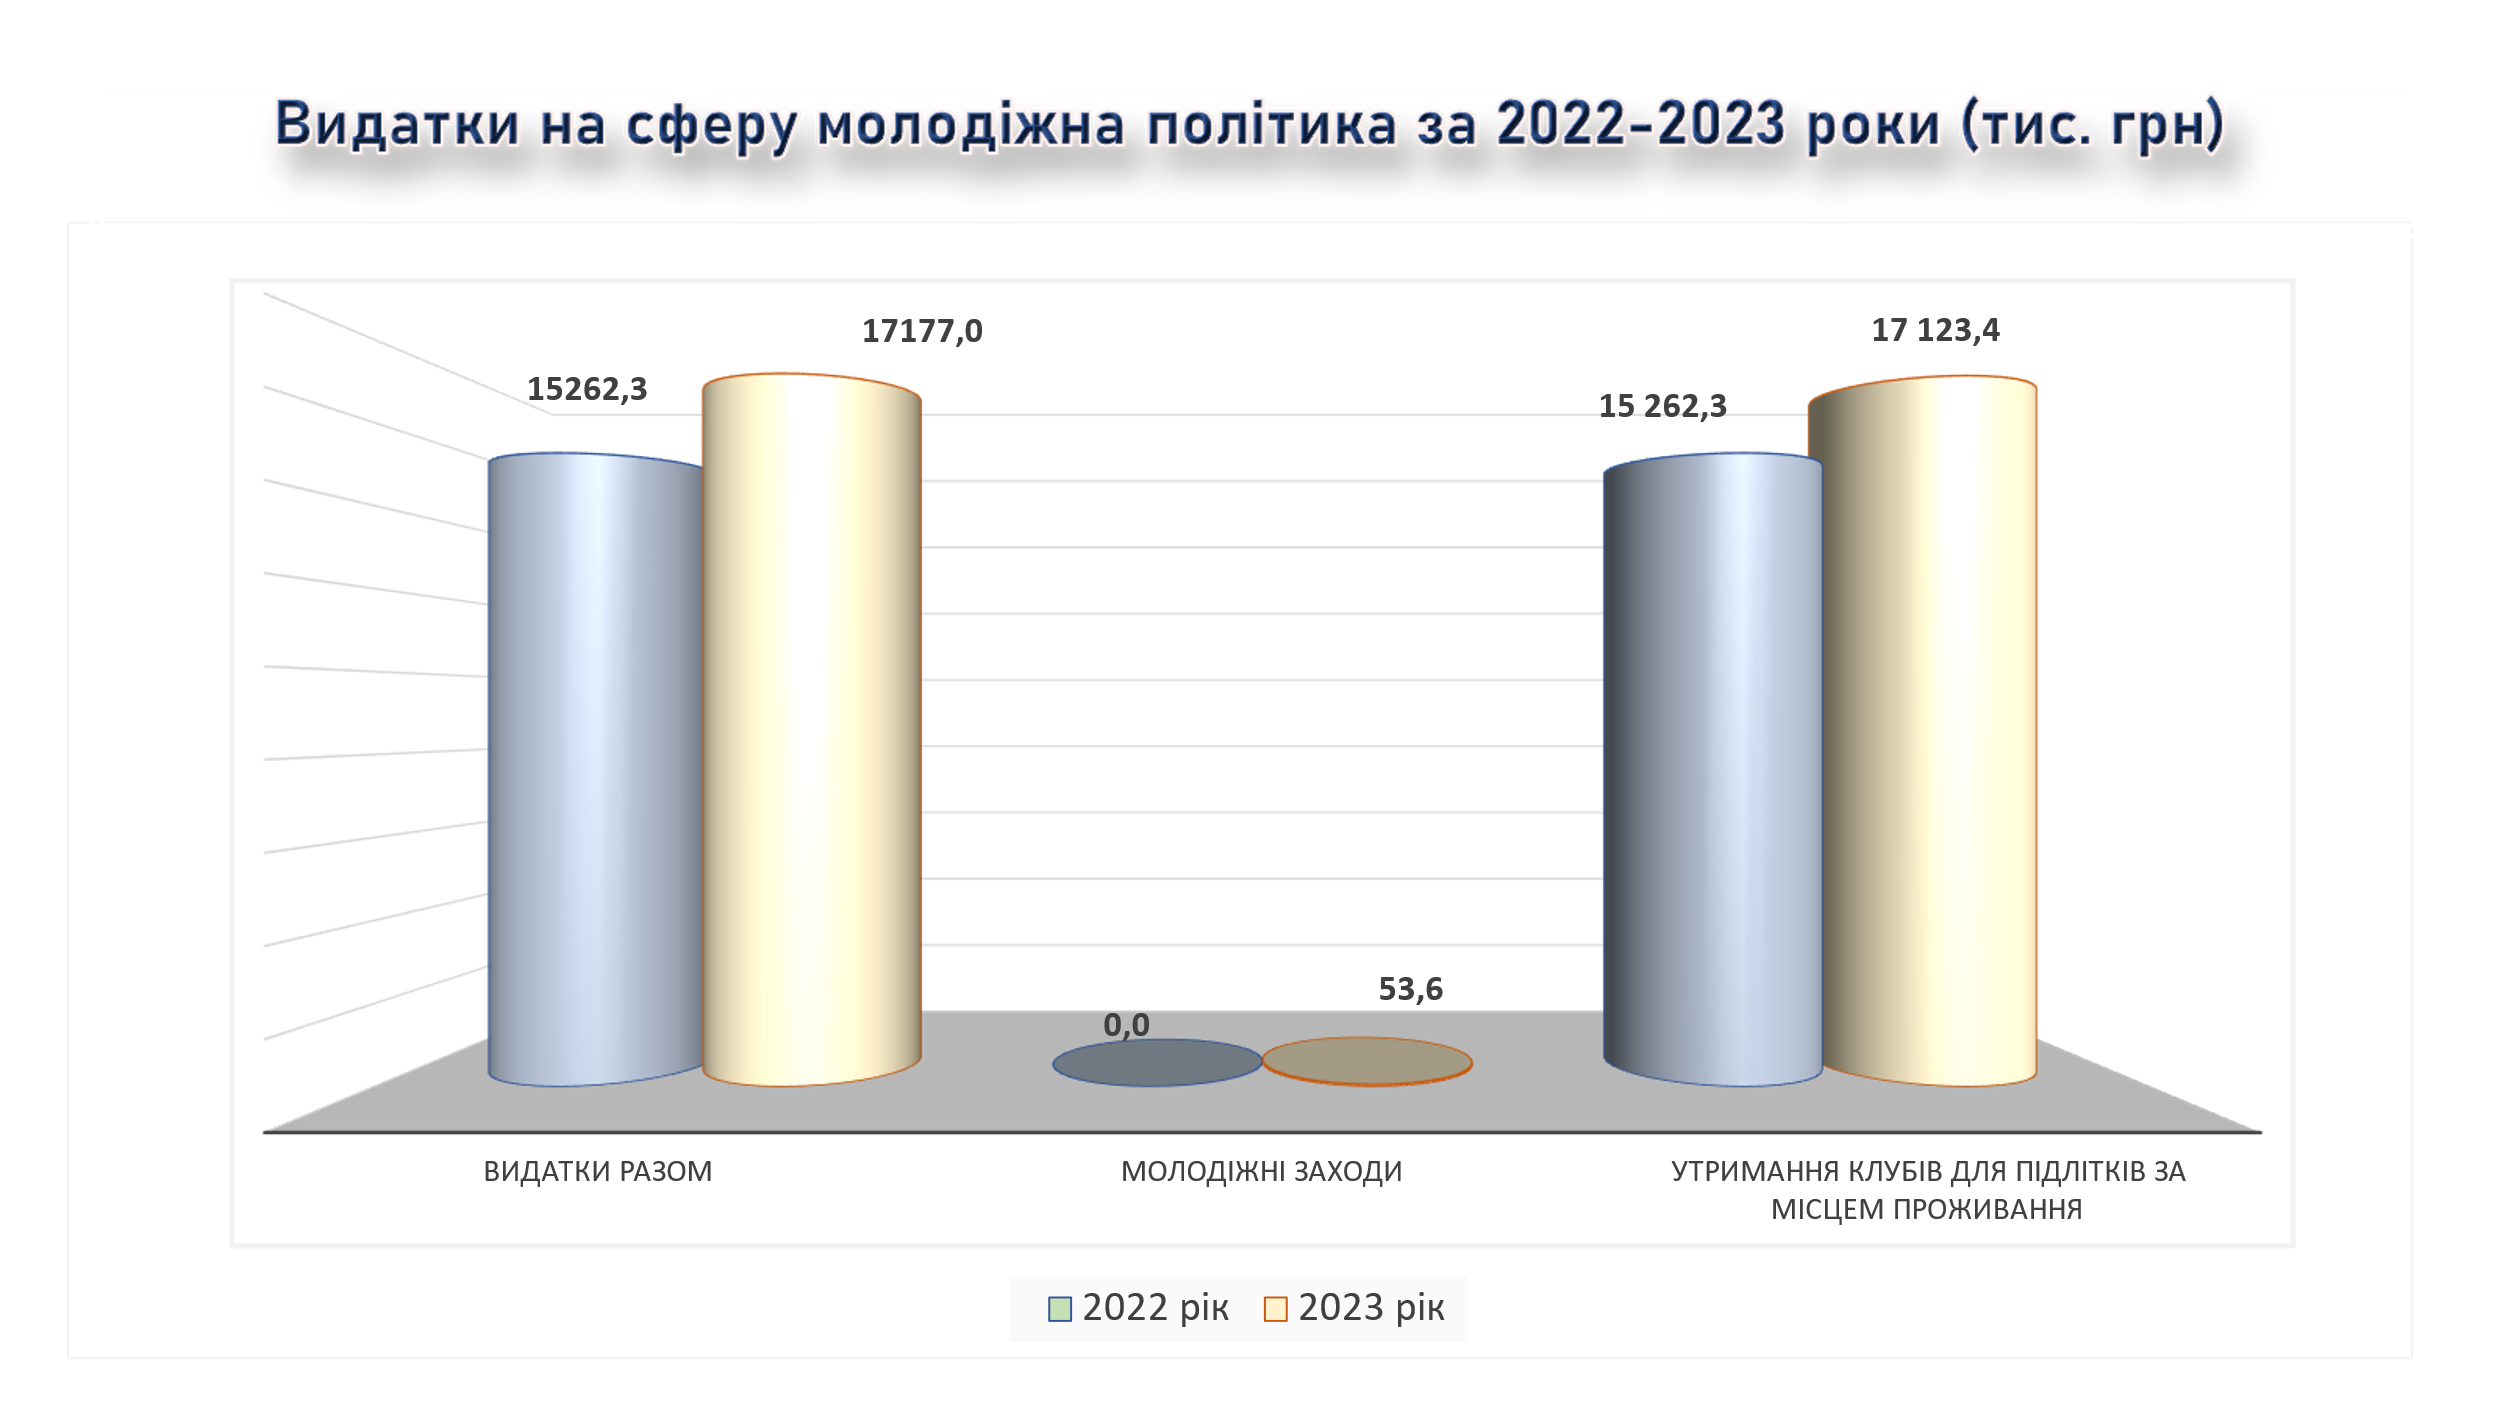 Видатки на сферу молодіжна політика за 2022-2023 роки (тис. грн)
15262,3
17177,0
0,0
53,6
15 262,3
17 123,4
ВИДАТКИ РАЗОМ
МОЛОДІЖНІ ЗАХОДИ
УТРИМАННЯ КЛУБІВ ДЛЯ ПІДЛІТКІВ ЗА
МІСЦЕМ ПРОЖИВАННЯ
2022 рік
2023 рік